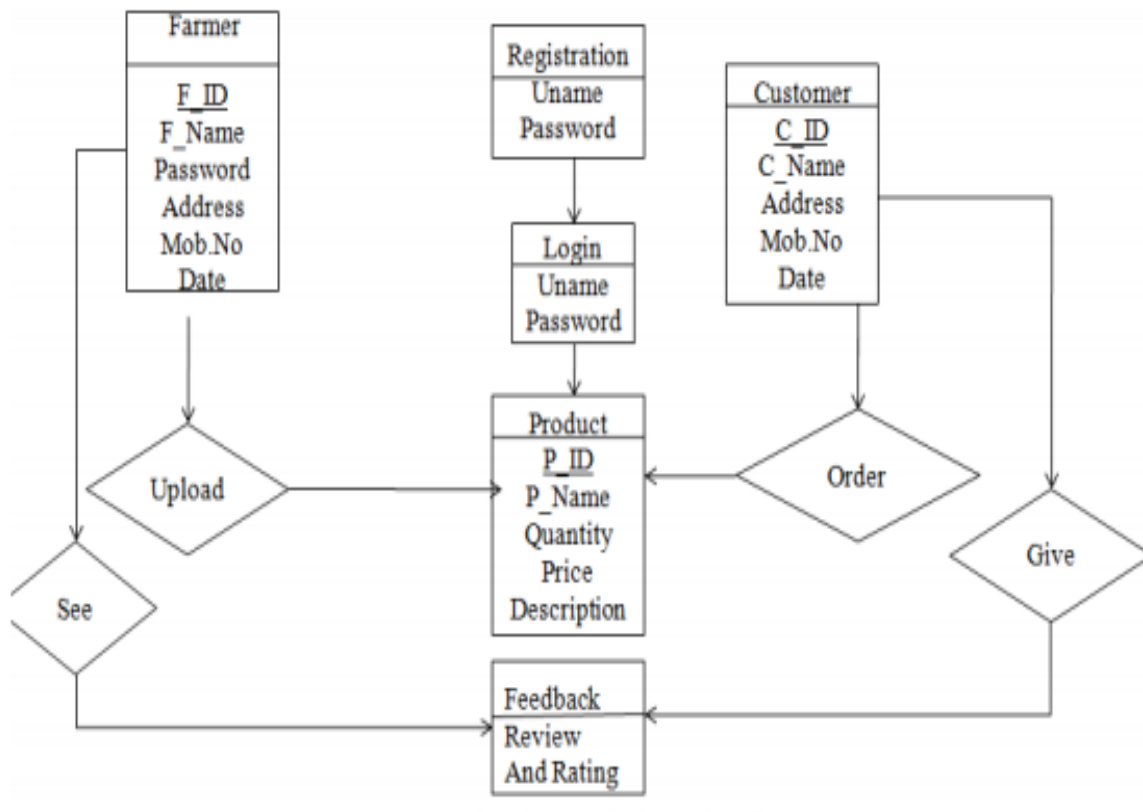 Farmer
F_ID
F_Name
Password
Address
Mob.No
Date
Registration
Uname
Password
Customer
C_ID
C_Name
Address
Mob.No
Date
Login
Uname
Password
Upload
Product
P_ID
P_Name
Quantity
Price
Description
Order
Give
See
Feedback
Review
And Rating